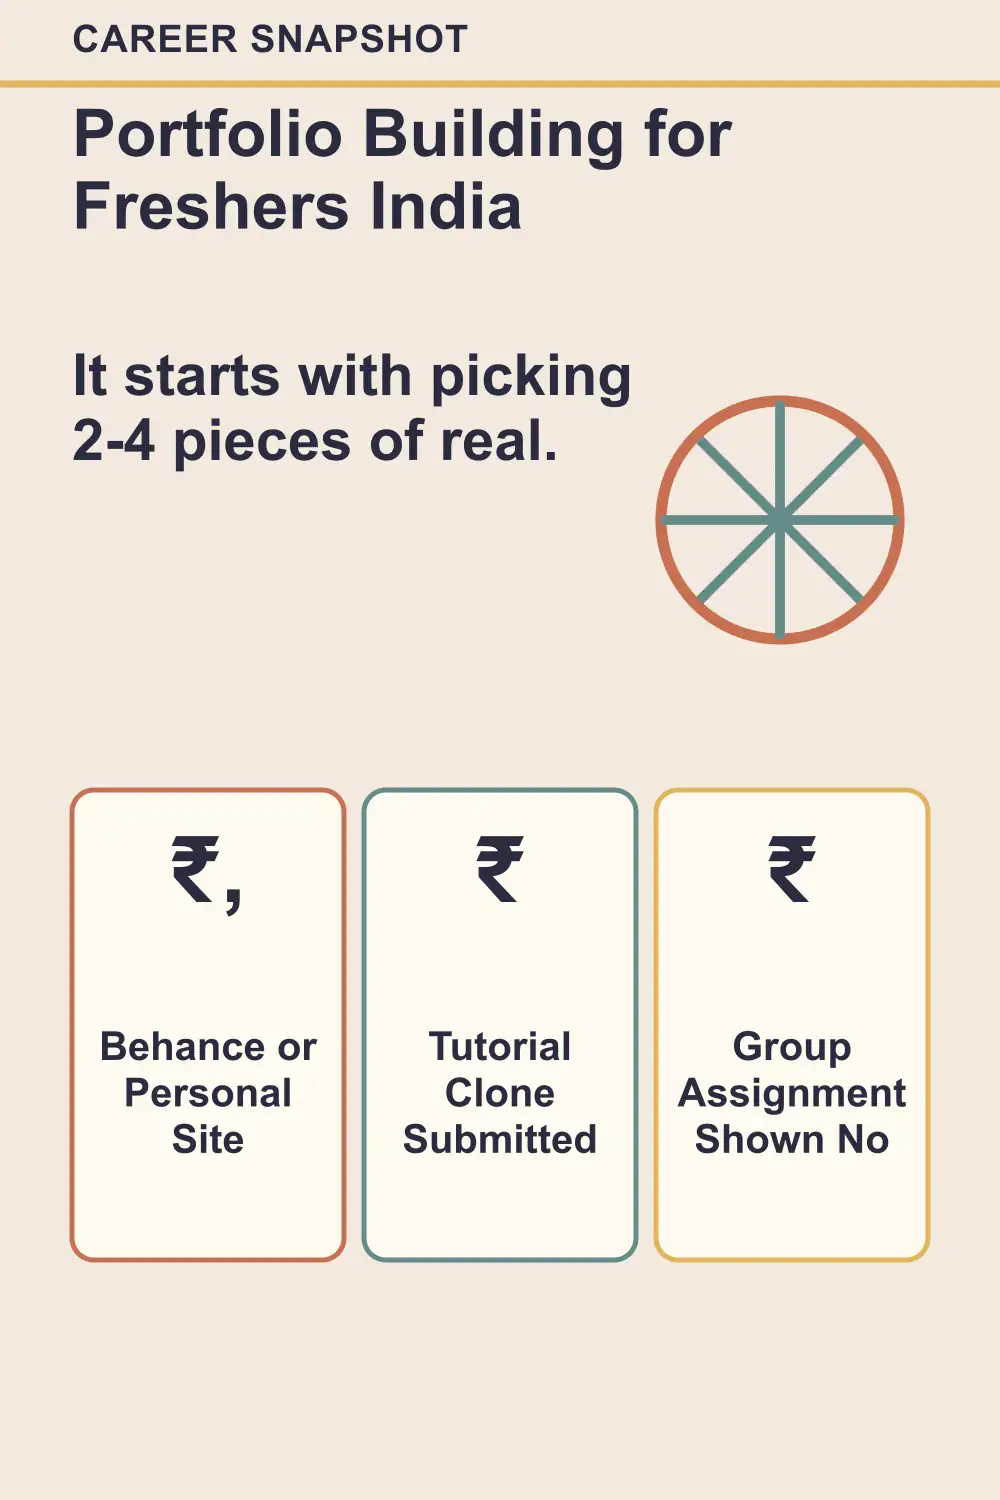 CAREER SNAPSHOT
Portfolio Building for
Freshers India
It starts with picking
2-4 pieces of real.
₹,
Behance or
Personal
Site
₹
Tutorial
Clone
Submitted
₹
Group
Assignment
Shown No